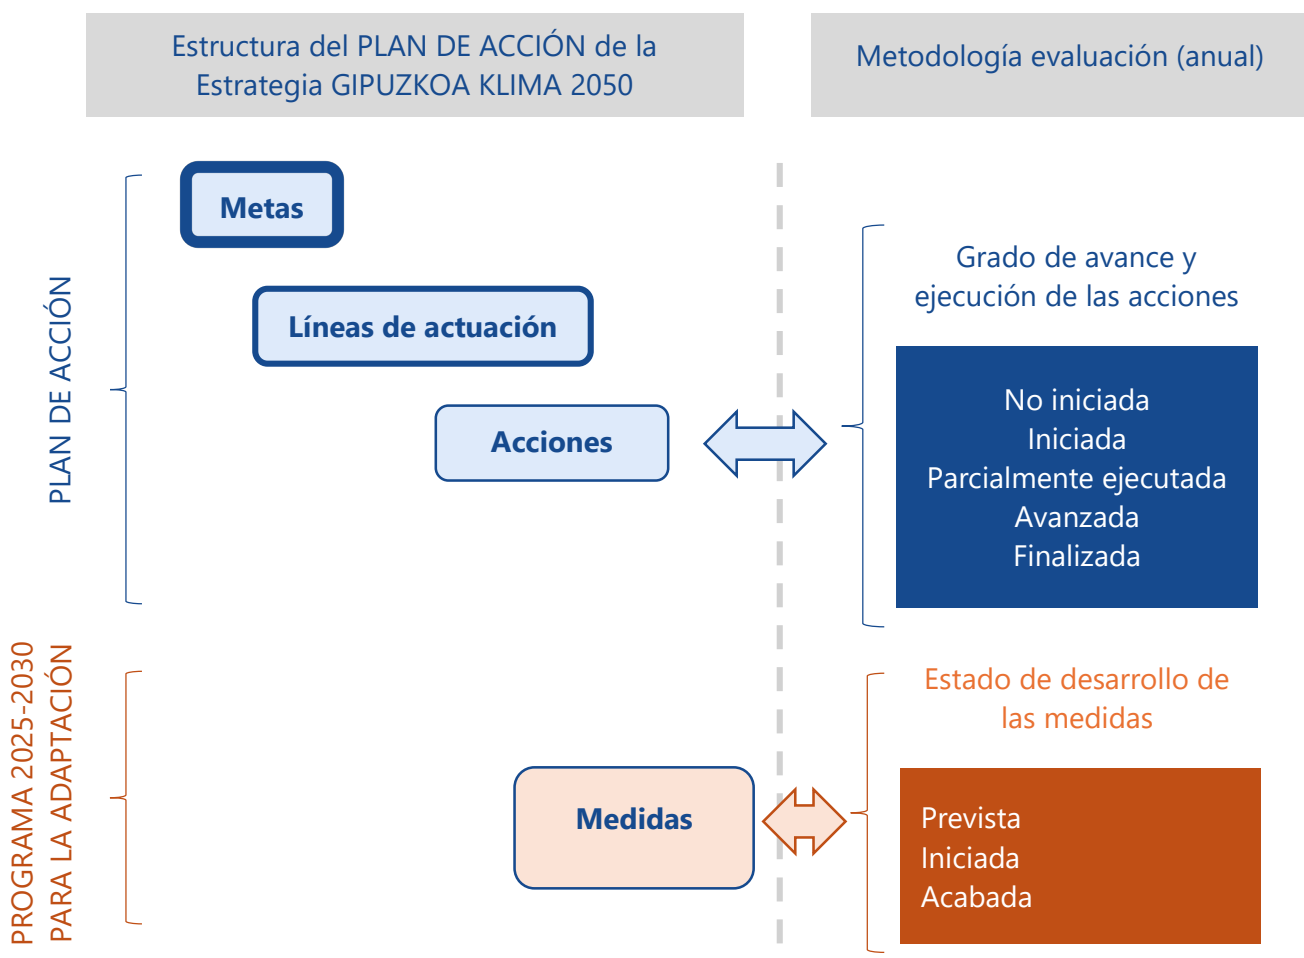 Estructura del PLAN DE ACCIÓN de la
Estrategia GIPUZKOA KLIMA 2050
Metodología evaluación (anual)
PLAN DE ACCIÓN
Metas
Líneas de actuación
Acciones
Grado de avance y
ejecución de las acciones
No iniciada
Iniciada
Parcialmente ejecutada
Avanzada
Finalizada
PROGRAMA 2025-2030
PARA LA ADAPTACIÓN
Medidas
Estado de desarrollo de
las medidas
Prevista
Iniciada
Acabada